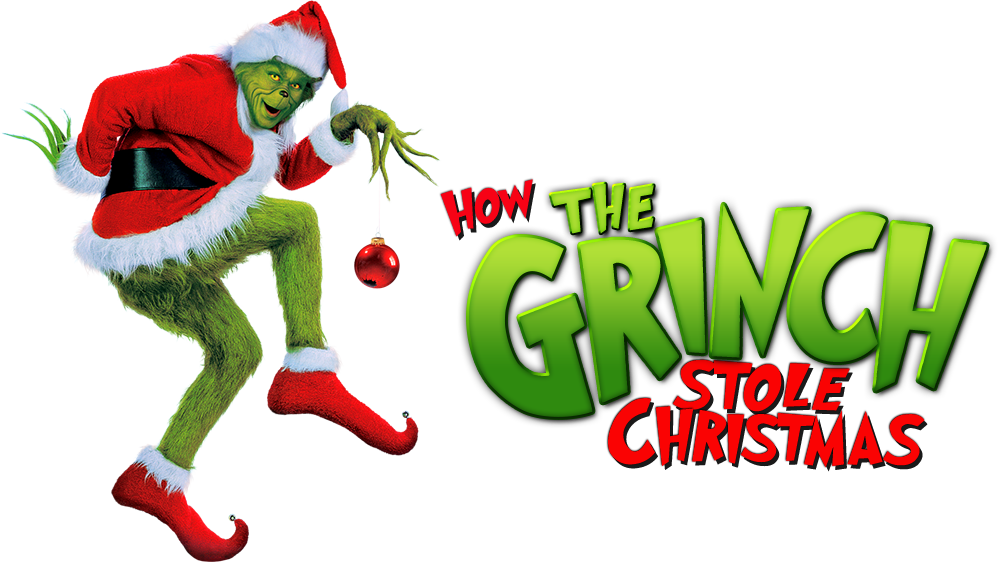 HOW THE
GRINCH
STOLE
CHRISTMAS